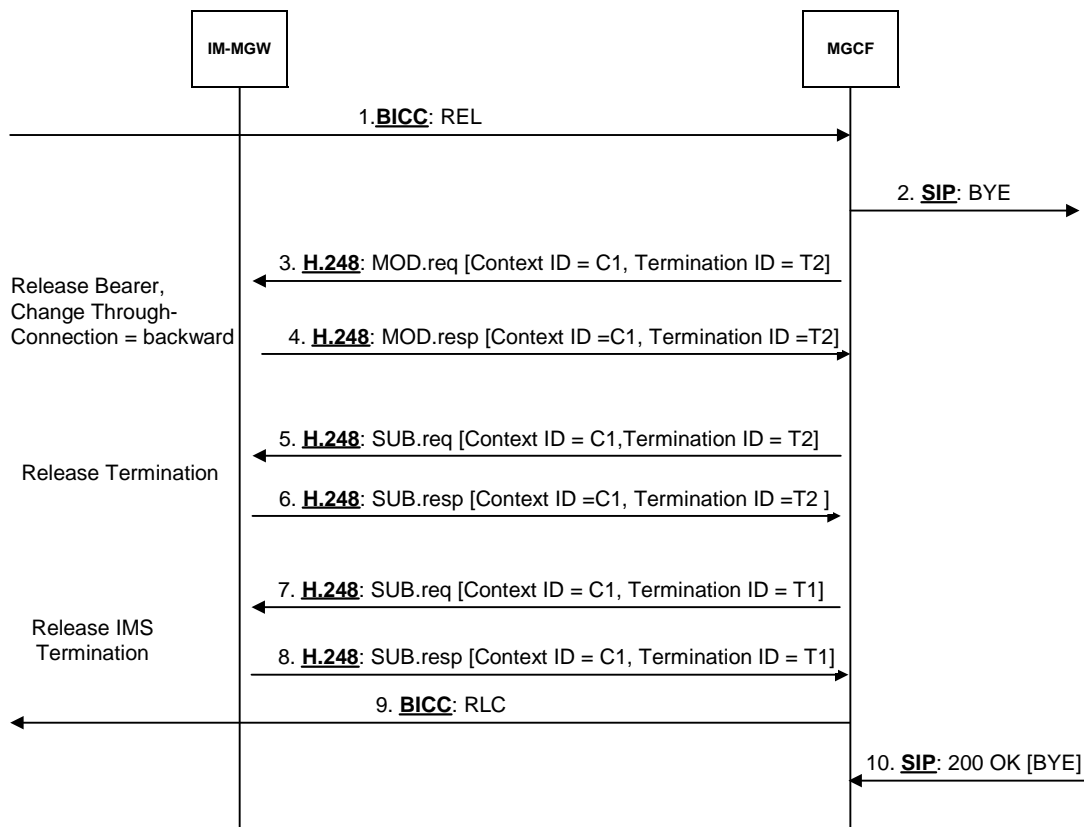 IM-MGW
MGCF
1.BICC: REL
2. SIP: BYE
3. H.248: MOD.req [Context ID = C1, Termination ID = T2]
Release Bearer,
Change Through-
Connection = backward
4. H.248: MOD.resp [Context ID =C1, Termination ID =T2]
5. H.248: SUB.req [Context ID = C1,Termination ID = T2]
Release Termination
6. H.248: SUB.resp [Context ID =C1, Termination ID =T2 ]
7. H.248: SUB.req [Context ID = C1, Termination ID = T1]
Release IMS
Termination
8. H.248: SUB.resp [Context ID = C1, Termination ID = T1]
9. BICC: RLC
10. SIP: 200 OK [BYE]